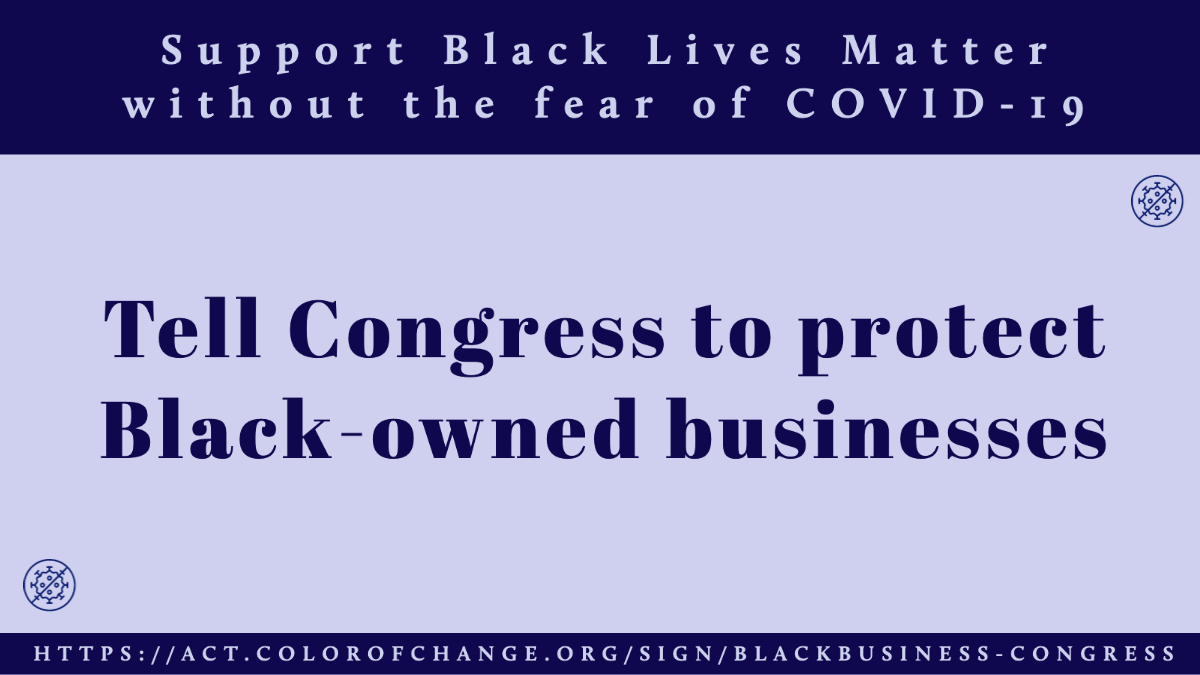 Support Black Lives Matter
without the fear of COVID-19
Tell Congress to protect
Black-owned businesses
HTTPS://ACT.COLOROFCHANGE.ORG/SIGN/BLACKBUSINESS-CONGRESS